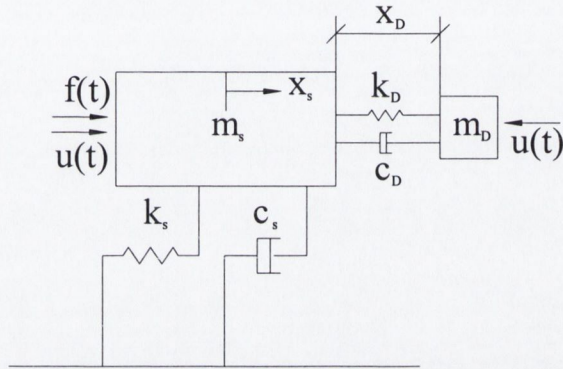 X_D
f(t)
X_s
k_D
m_s
m_D
u(t)
u(t)
c_D
k_s
c_s